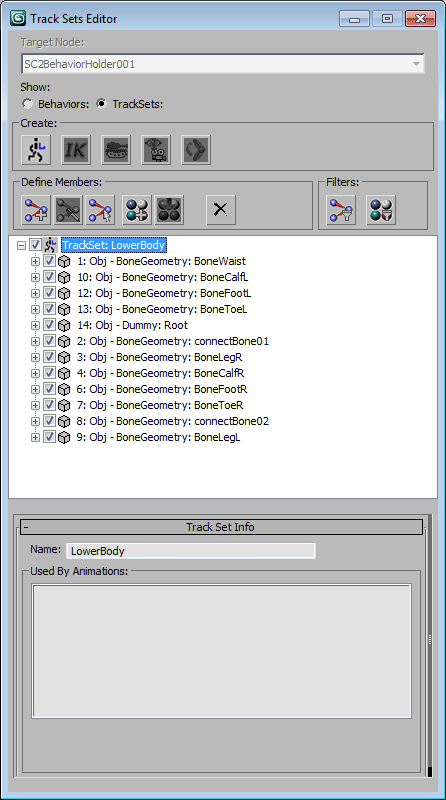 Track Sets Editor
Target Node:
SC2BehaviorHolder001
Show:
Behaviors: TrackSets:
Create:
IK
Define Members: Filters:
TrackSet: LowerBody
1: Obj - BoneGeometry: BoneWaist
10: Obj - BoneGeometry: BoneCalfL
12: Obj - BoneGeometry: BoneFootL
13: Obj - BoneGeometry: BoneToeL
14: Obj - Dummy: Root
2: Obj - BoneGeometry: connectBone01
3: Obj - BoneGeometry: BoneLegR
4: Obj - BoneGeometry: BoneCalfR
6: Obj - BoneGeometry: BoneFootR
7: Obj - BoneGeometry: BoneToeR
8: Obj - BoneGeometry: connectBone02
9: Obj - BoneGeometry: BoneLegL
Track Set Info
Name: LowerBody
Used By Animations: